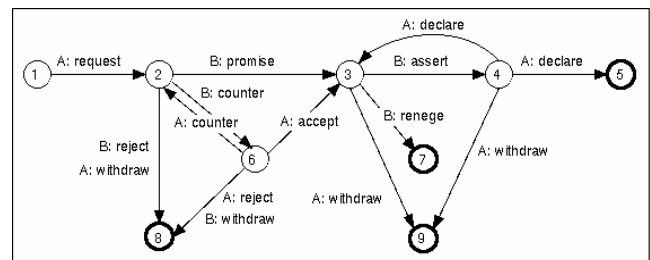 A: declare
1
A: request
2
B: promise
3
B: assert
4
A: declare
5
B: counter
A: counter
A: accept
B: renege
B: reject
A: withdraw
6
7
A: withdraw
A: reject
B: withdraw
A: withdraw
8
9